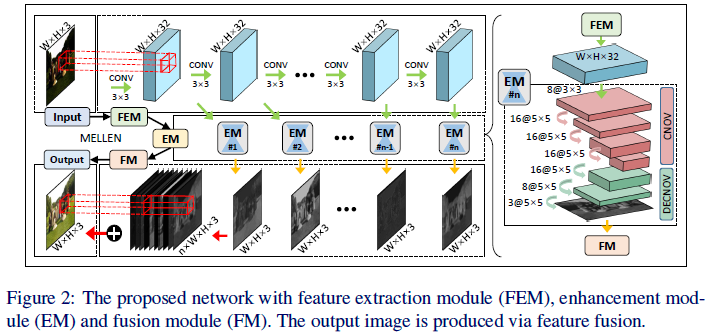 W×H×3
W×H×32
W×H×32
W×H×32
W×H×32
CONV
3×3
CONV
3×3
CONV
3×3
CONV
3×3
CONV
3×3
Input
FEM
MELLEN
EM
Output
FM
EM
#1
EM
#2
EM
#n-1
EM
#n
W×H×3
n×W×H×3
W×H×3
W×H×3
W×H×3
W×H×3
FEM
W×H×32
EM
#n
8@3×3
16@5×5
16@5×5
16@5×5
16@5×5
8@5×5
3@5×5
CNOV
DECNOV
FM
Figure 2: The proposed network with feature extraction module (FEM), enhancement mod-
ule (EM) and fusion module (FM). The output image is produced via feature fusion.